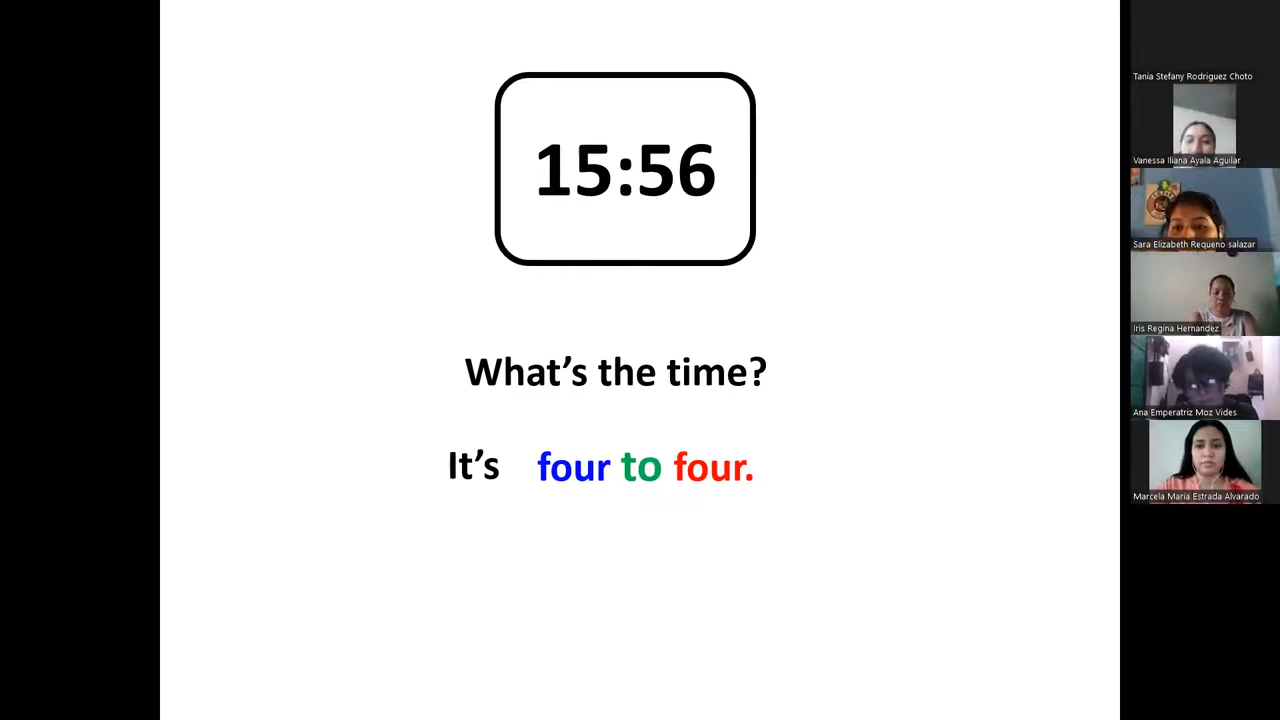 15:56
What's the time?
It's four to four.
Tania Stefany Rodriguez Choto
Vanessa Iliana Ayala Aguilar
Sara Elizabeth Requeno salazar
Iris Regina Hernandez
Ana Emperatriz Moz Vides
Marcela María Estrada Alvarado